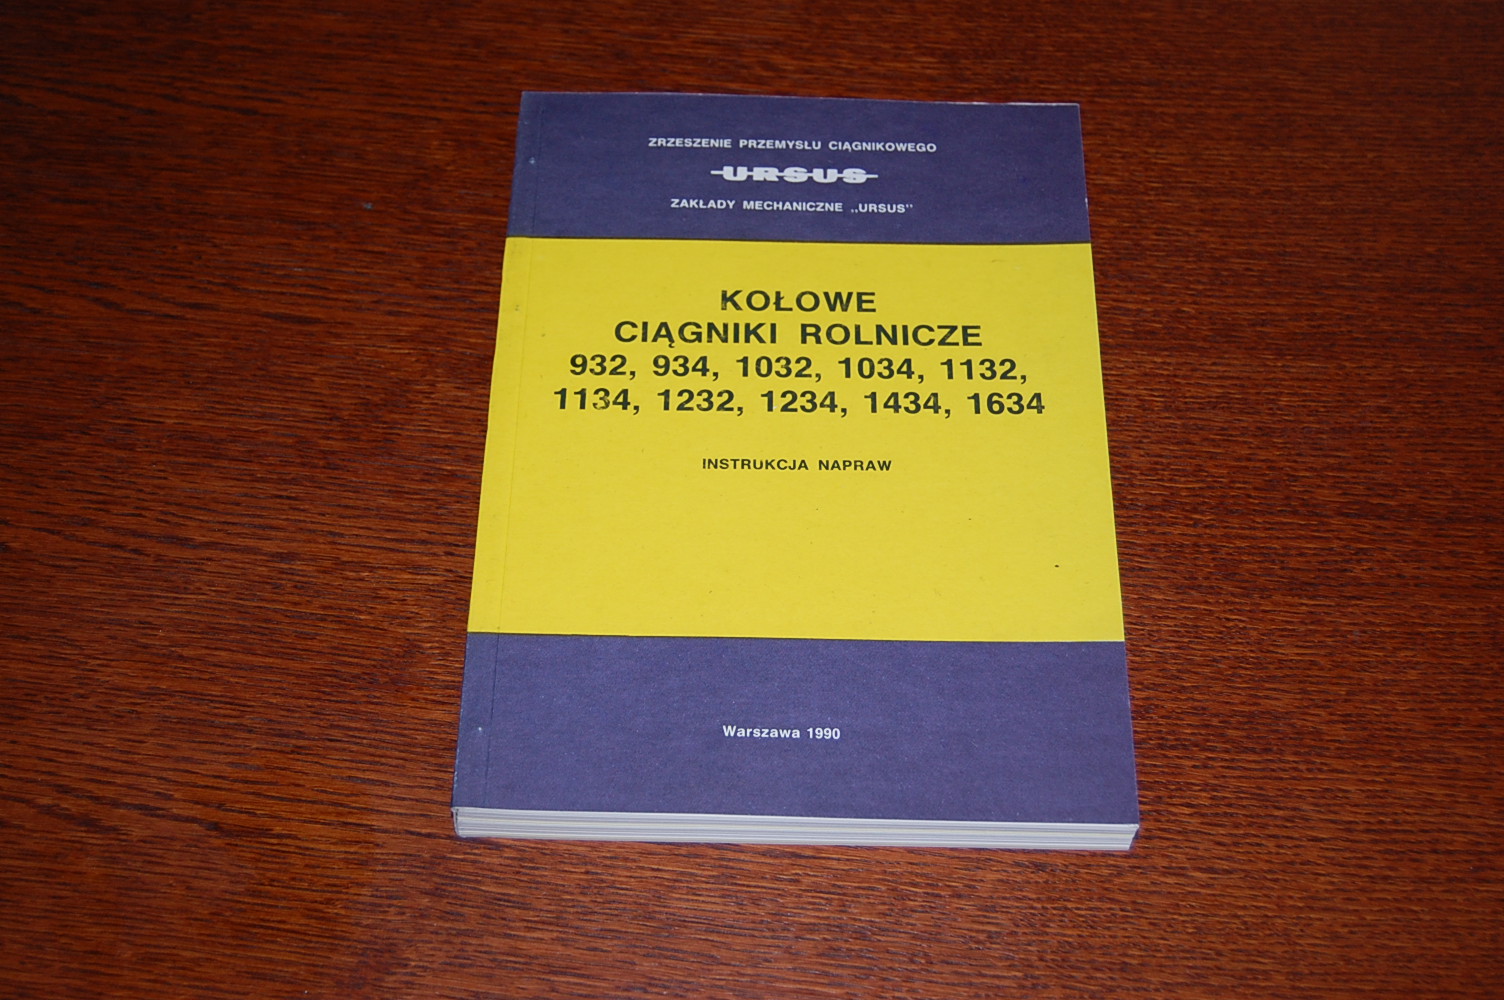 ZRZESZENIE PRZEMYSŁU CIĄGNIKOWEGO
URSUS
ZAKŁADY MECHANICZNE „URSUS"
KOŁOWE
CIĄGNIKI ROLNICZE
932, 934, 1032, 1034, 1132,
1134, 1232, 1234, 1434, 1634
INSTRUKCJA NAPRAW
Warszawa 1990